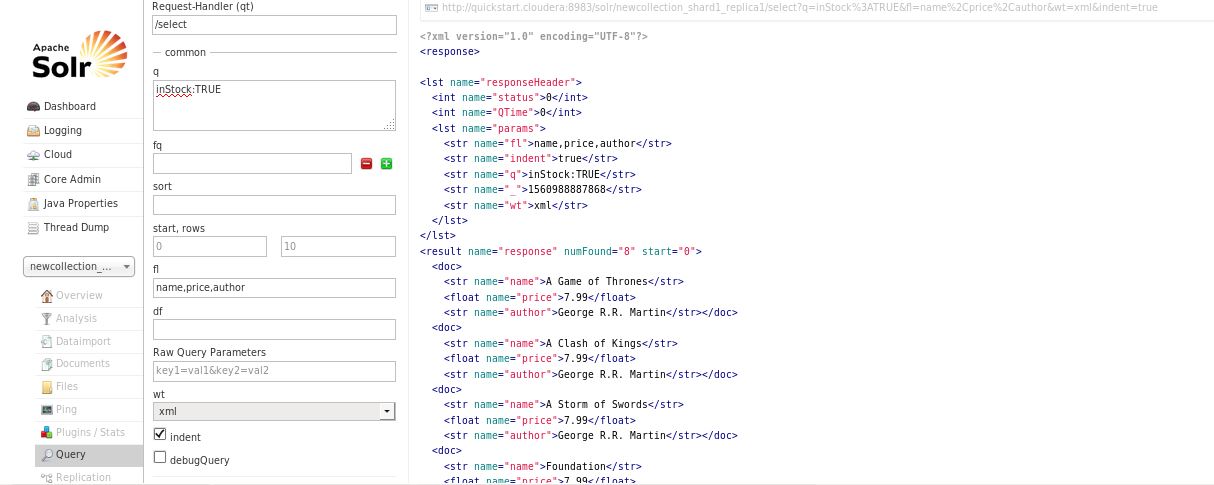 Apache
Solr
Dashboard
Logging
Cloud
Core Admin
Java Properties
Thread Dump
newcollection_...
Overview
Analysis
Dataimport
Documents
Files
Ping
Plugins / Stats
Query
Replication
Request-Handler (qt)
/select
common
q
inStock:TRUE
fq
sort
start, rows
0 10
fl
name,price,author
df
Raw Query Parameters
key1=val1&key2=val2
wt
xml
indent
debugQuery
http://quickstart.cloudera:8983/solr/newcollection_shard1_replica1/select?q=inStock%3ATRUE&fl=name%2Cprice%2Cauthor&wt=xml&indent=true
<?xml version="1.0" encoding="UTF-8"?>
<response>
<lst name="responseHeader">
<int name="status">0</int>
<int name="QTime">0</int>
<lst name="params">
<str name="fl">name,price,author</str>
<str name="indent">true</str>
<str name="q">inStock:TRUE</str>
<str name="_">1560988887868</str>
<str name="wt">xml</str>
</lst>
</lst>
<result name="response" numFound="8" start="0">
<doc>
<str name="name">A Game of Thrones</str>
<float name="price">7.99</float>
<str name="author">George R.R. Martin</str></doc>
<doc>
<str name="name">A Clash of Kings</str>
<float name="price">7.99</float>
<str name="author">George R.R. Martin</str></doc>
<doc>
<str name="name">A Storm of Swords</str>
<float name="price">7.99</float>
<str name="author">George R.R. Martin</str></doc>
<doc>
<str name="name">Foundation</str>
<float name="price">7.99</float>